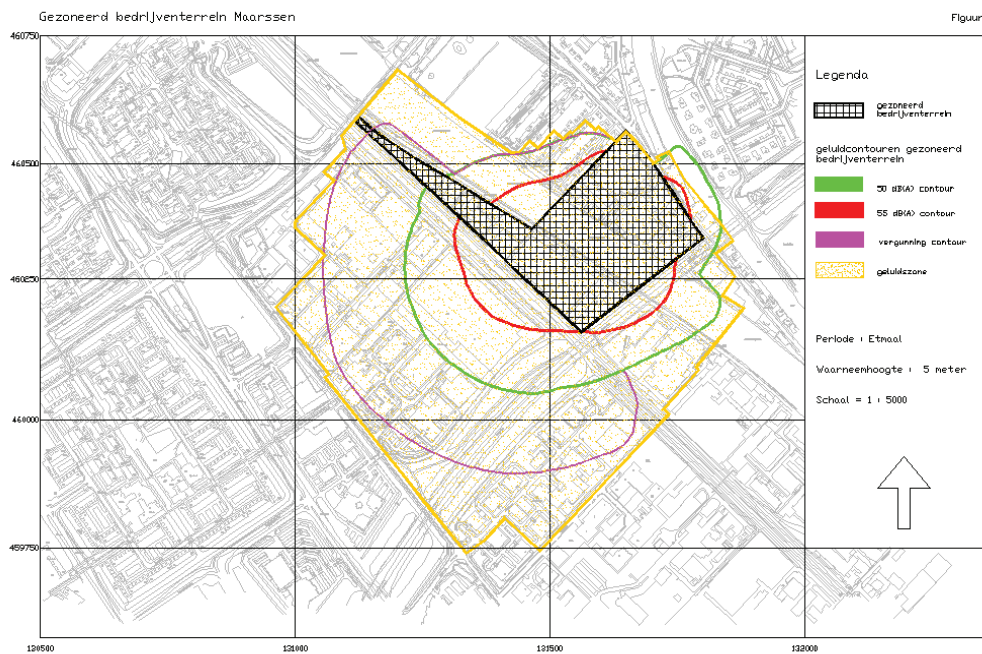 Gezoneerd bedrijventerrein Maarssen
Figuur
460750
460500
460250
460000
459750
130500
131000
131500
132000
Legenda
gezoneerd
bedrijventerrein
geluidcontouren gezoneerd
bedrijventerrein
50 dB(A) contour
55 dB(A) contour
vergunning contour
geluidszone
Periode : Etmaal
Waarneemhoogte : 5 meter
Schaal = 1 : 5000